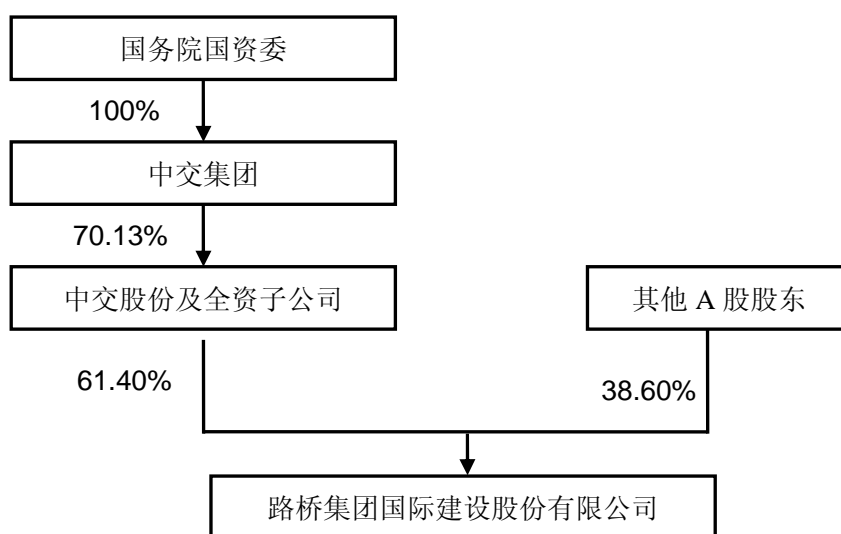 国务院国资委
100%
中交集团
70.13%
中交股份及全资子公司
其他 A 股股东
61.40%
38.60%
路桥集团国际建设股份有限公司